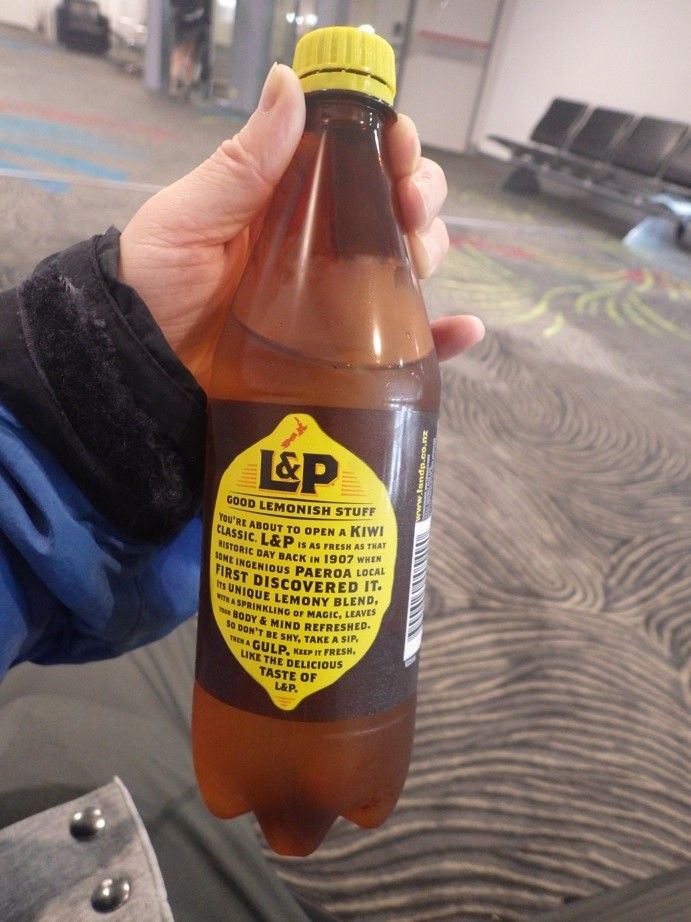 L&P
GOOD LEMONISH STUFF
YOU'RE ABOUT TO OPEN A KIWI
CLASSIC. L&P IS AS FRESH AS THAT
HISTORIC DAY BACK IN 1907 WHEN
SOME INGENIOUS PAEROA LOCAL
FIRST DISCOVERED IT.
ITS UNIQUE LEMONY BLEND,
WITH A SPRINKLING OF MAGIC, LEAVES
YOUR BODY & MIND REFRESHED.
SO DON'T BE SHY, TAKE A SIP,
THEN A GULP. KEEP IT FRESH,
LIKE THE DELICIOUS
TASTE OF
L&P.
www.landp.co.nz